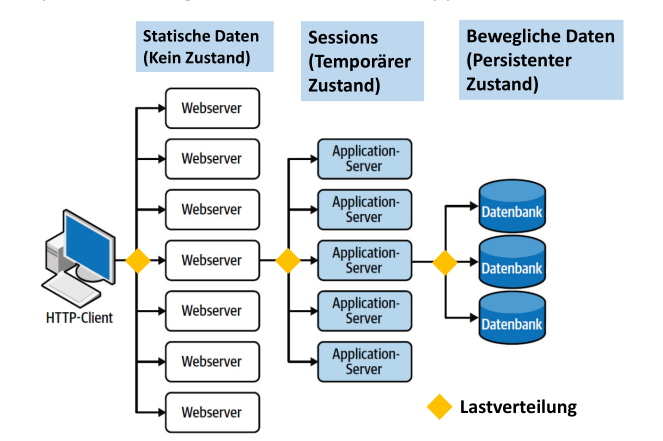 Statische Daten
(Kein Zustand)
Sessions
(Temporärer
Zustand)
Bewegliche Daten
(Persistenter
Zustand)
Webserver
Webserver
Webserver
Webserver
Webserver
Webserver
Webserver
Application-
Server
Application-
Server
Application-
Server
Application-
Server
Application-
Server
Datenbank
Datenbank
Datenbank
HTTP-Client
Lastverteilung